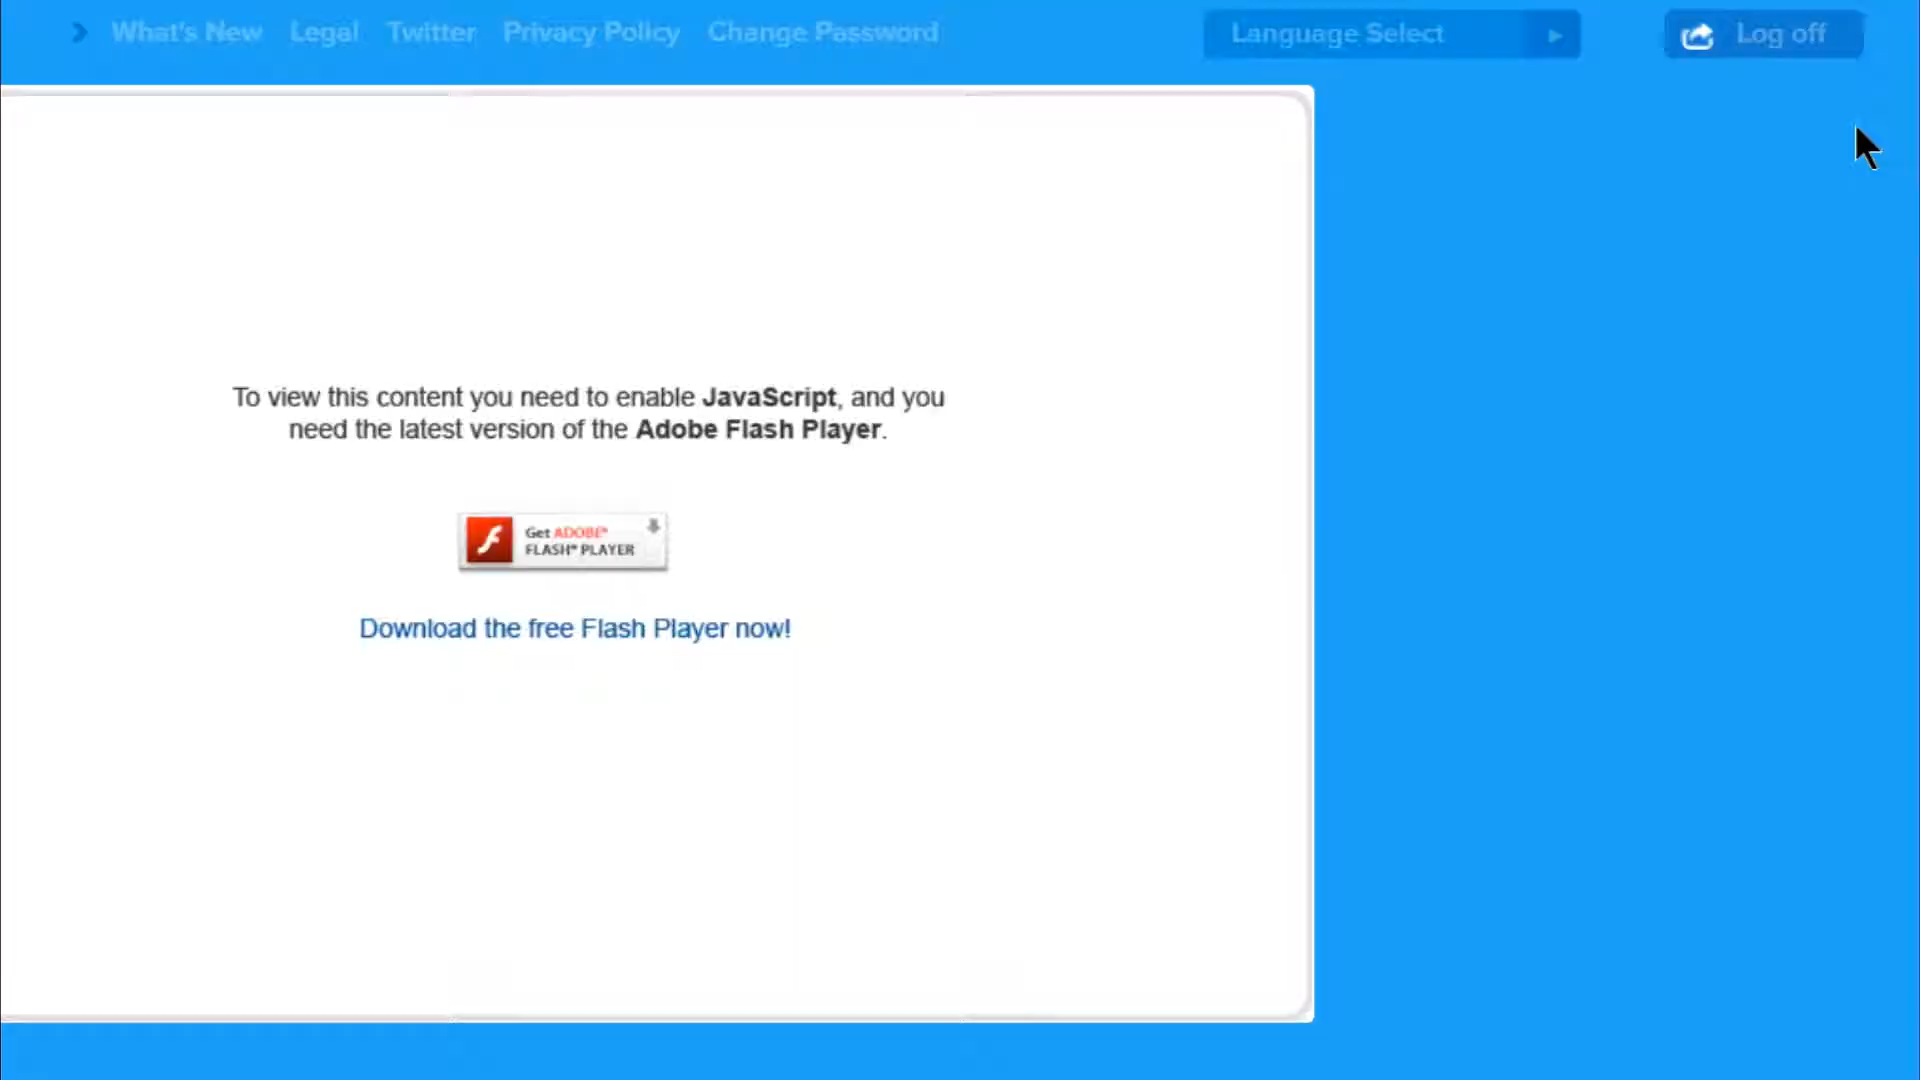 What's New Legal Twitter Privacy Policy Change Password Language Select Log off
To view this content you need to enable JavaScript, and you
need the latest version of the Adobe Flash Player.
Get ADOBE®
FLASH® PLAYER
Download the free Flash Player now!